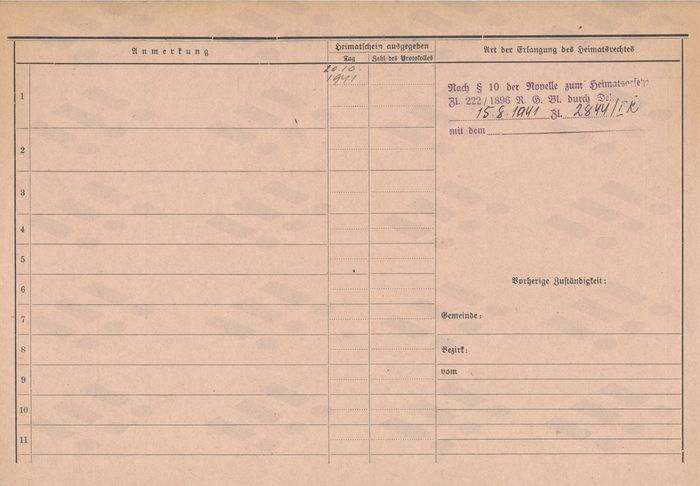 Anmerkung
Heimatschein ausgegeben
Art der Erlangung des Heimatsrechtes
Tag
Zahl des Protokolles
1
20.10.
1941
Nach § 10 der Novelle zum Heimatsgesetz
Zl. 222/1896 R. G. Bl. durch
15.8.1941 Zl. 2844/IR
mit dem
2
3
4
5
6
Vorherige Zuständigkeit:
7
Gemeinde:
8
Bezirk:
9
vom
10
11